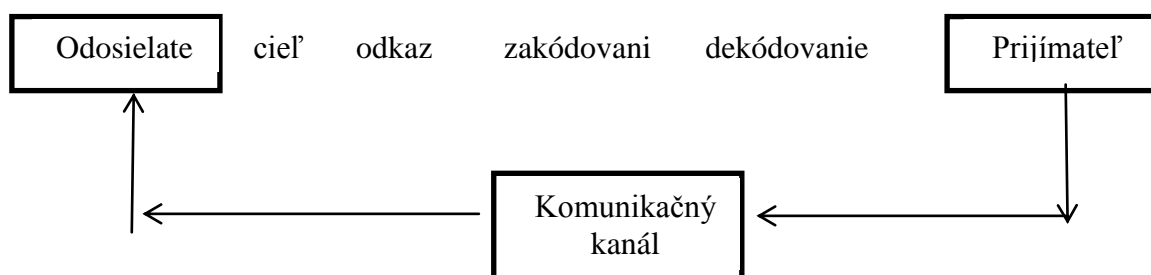 Odosielate cieľ odkaz zakódovani dekódovanie Prijímateľ
Komunikačný
kanál